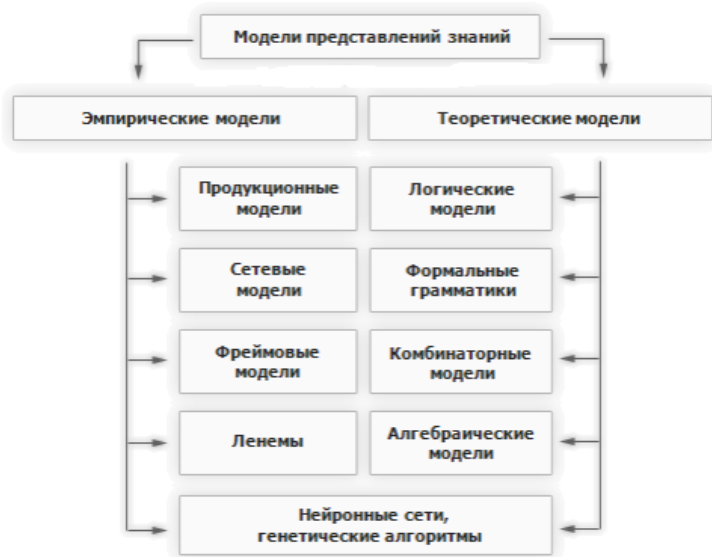 Модели представлений знаний
Эмпирические модели
Теоретические модели
Продукционные
модели
Логические
модели
Сетевые
модели
Формальные
грамматики
Фреймовые
модели
Комбинаторные
модели
Ленемы
Алгебраические
модели
Нейронные сети,
генетические алгоритмы